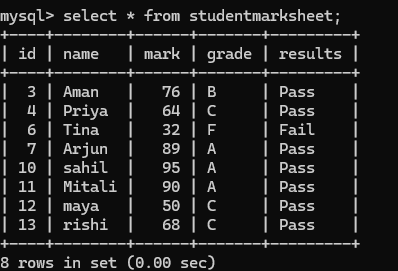 mysql> select * from studentmarksheet;
+----+---------+------+-------+---------+
| id | name    | mark | grade | results |
+----+---------+------+-------+---------+
|  3 | Aman    |   76 | B     | Pass    |
|  4 | Priya   |   64 | C     | Pass    |
|  6 | Tina    |   32 | F     | Fail    |
|  7 | Arjun   |   89 | A     | Pass    |
| 10 | sahil   |   95 | A     | Pass    |
| 11 | Mitali  |   90 | A     | Pass    |
| 12 | maya    |   50 | C     | Pass    |
| 13 | rishi   |   68 | C     | Pass    |
+----+---------+------+-------+---------+
8 rows in set (0.00 sec)